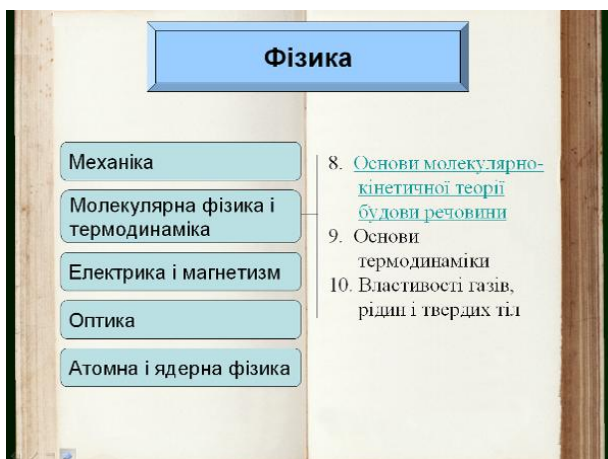 Фізика
Механіка
Молекулярна фізика і
термодинаміка
Електрика і магнетизм
Оптика
Атомна і ядерна фізика
8. Основи молекулярно-
кінетичної теорії
будови речовини
9. Основи
термодинаміки
10. Властивості газів,
рідин і твердих тіл